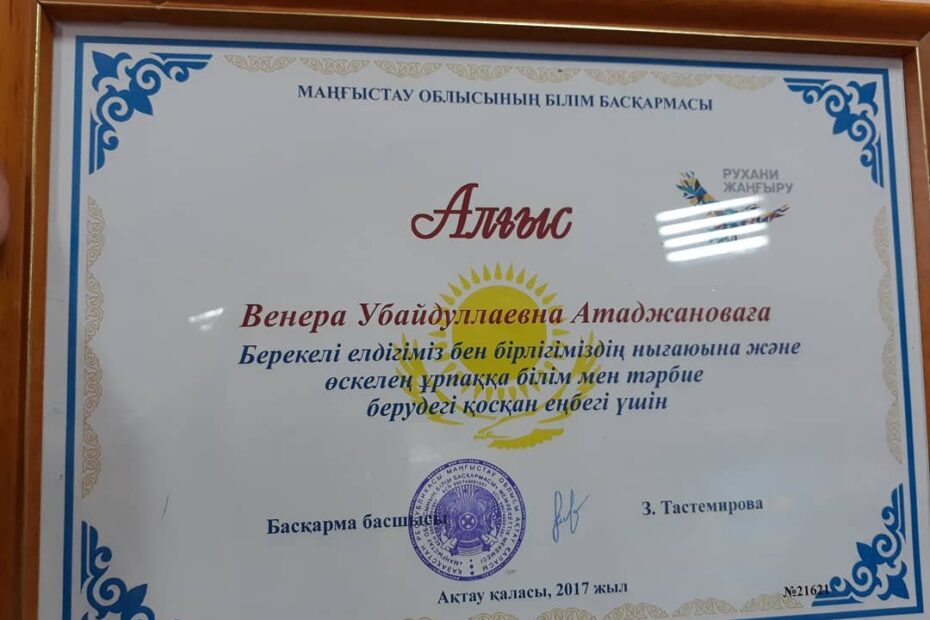 МАҢҒЫСТАУ ОБЛЫСЫНЫҢ БІЛІМ БАСҚАРМАСЫ
РУХАНИ
ЖАҢҒЫРУ
Алғыс
Венера Убайдуллаевна Атаджановаға
Берекелі елдігіміз бен бірлігіміздің нығаюына және
өскелең ұрпаққа білім мен тәрбие
берудегі қосқан еңбегі үшін
Басқарма басшысы
З. Тастемирова
Ақтау қаласы, 2017 жыл
№21621